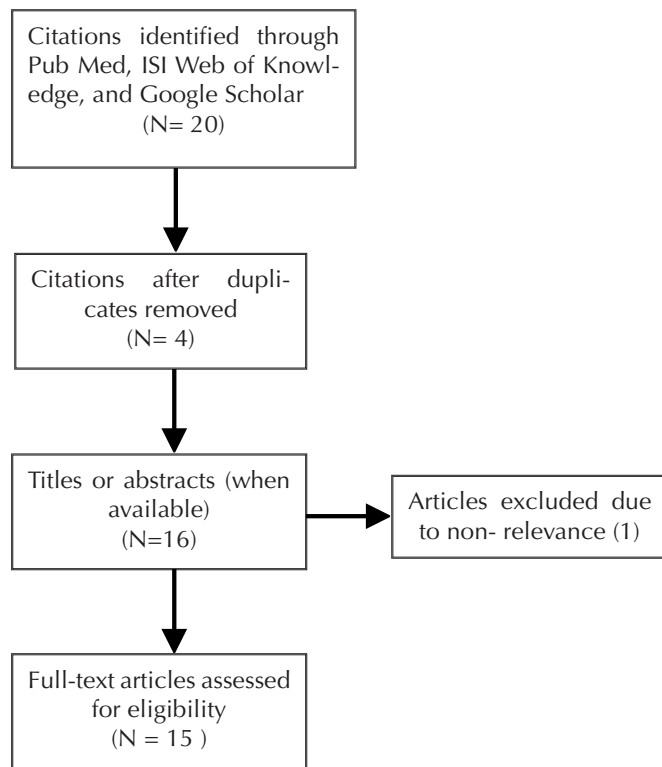 Citations identified through
Pub Med, ISI Web of Knowl-
edge, and Google Scholar
(N= 20)
Citations after dupli-
cates removed
(N= 4)
Titles or abstracts (when
available)
(N=16)
Articles excluded due
to non- relevance (1)
Full-text articles assessed
for eligibility
(N = 15 )